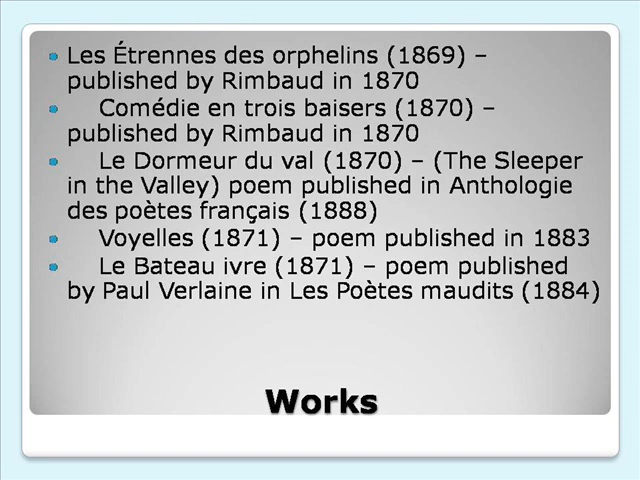 Les Étrennes des orphelins (1869) –
published by Rimbaud in 1870
Comédie en trois baisers (1870) –
published by Rimbaud in 1870
Le Dormeur du val (1870) – (The Sleeper
in the Valley) poem published in Anthologie
des poètes français (1888)
Voyelles (1871) – poem published in 1883
Le Bateau ivre (1871) – poem published
by Paul Verlaine in Les Poètes maudits (1884)
Works